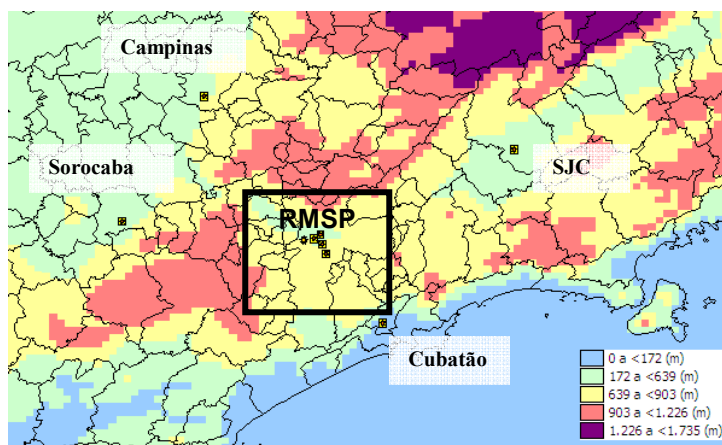 Campinas
Sorocaba
SJC
RMSP
Cubatão
0 a <172 (m)
172 a <639 (m)
639 a <903 (m)
903 a <1.226 (m)
1.226 a <1.735 (m)